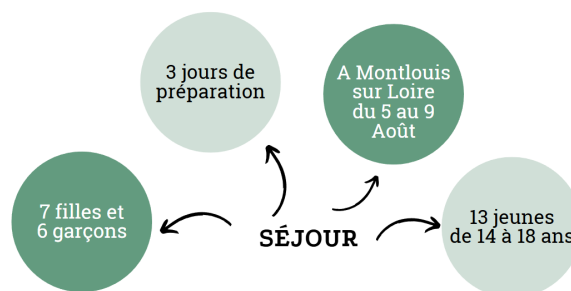 3 jours de
préparation
A Montlouis
sur Loire
du 5 au 9
Août
7 filles et
6 garçons
SÉJOUR
13 jeunes
de 14 à 18 ans